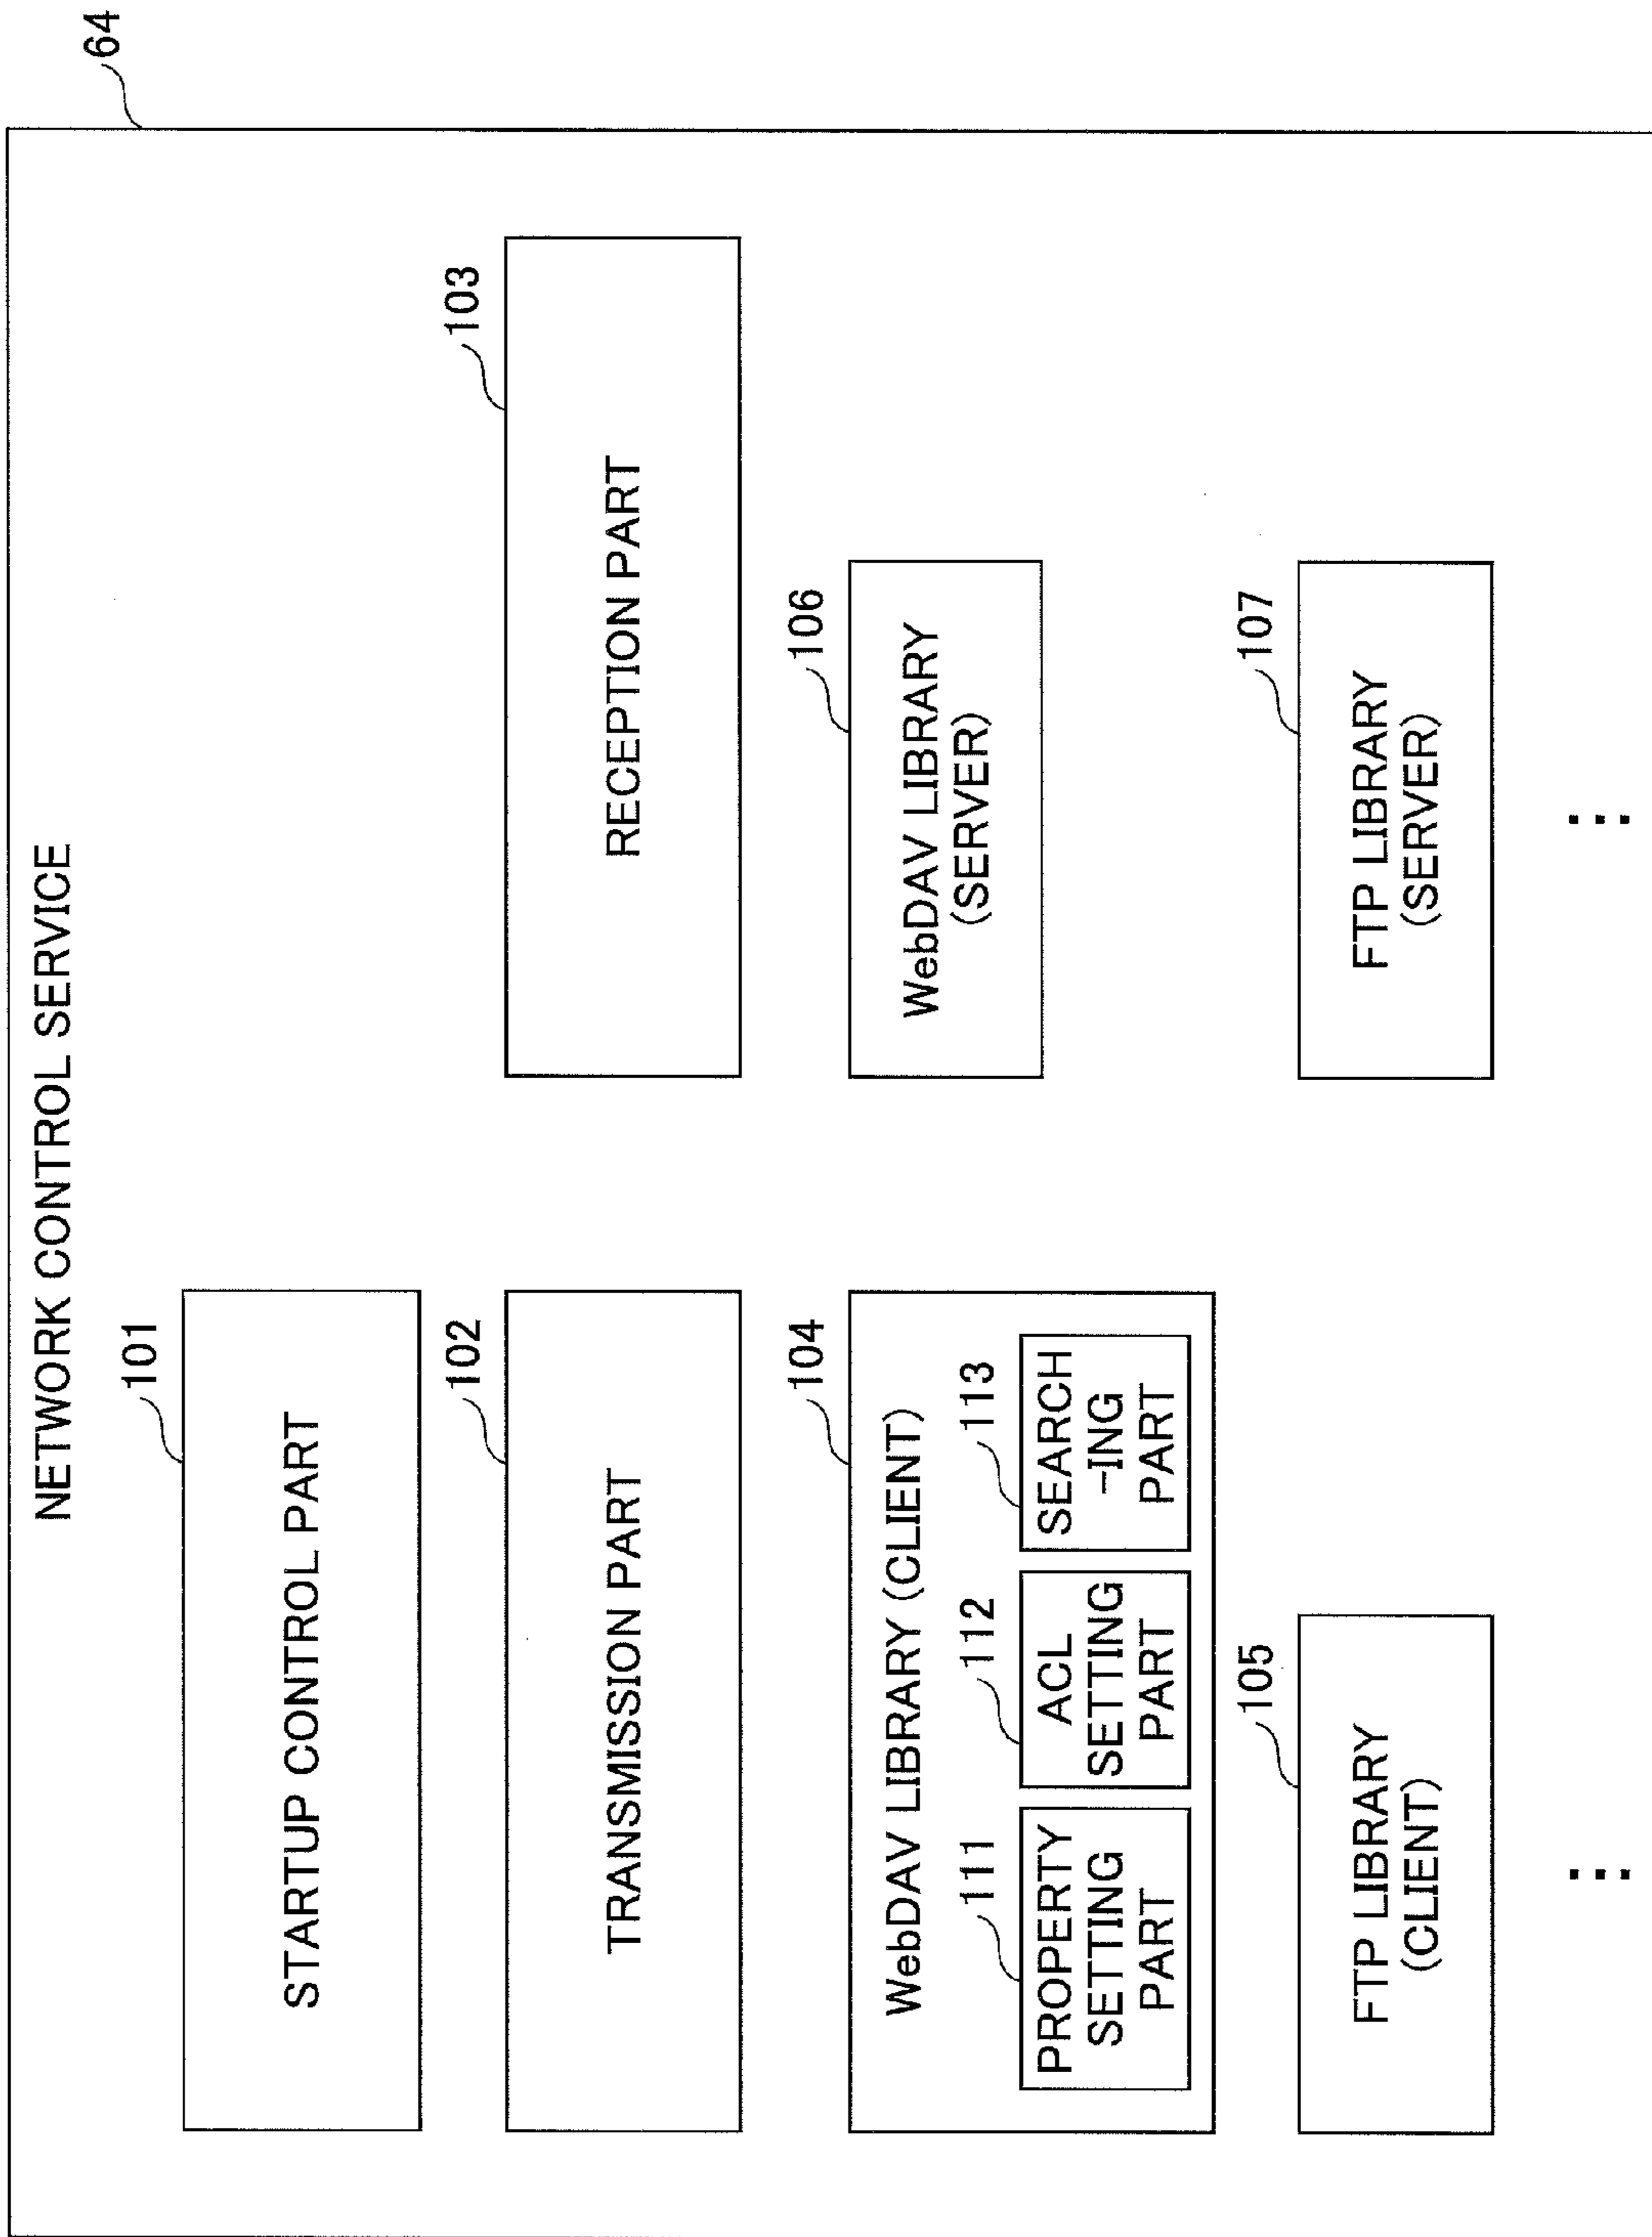 NETWORK CONTROL SERVICE
64
101
STARTUP CONTROL PART
102
TRANSMISSION PART
103
RECEPTION PART
104
WebDAV LIBRARY (CLIENT)
111
PROPERTY
SETTING
PART
112
ACL
SETTING
PART
113
SEARCH
-ING
PART
106
WebDAV LIBRARY
(SERVER)
105
FTP LIBRARY
(CLIENT)
107
FTP LIBRARY
(SERVER)